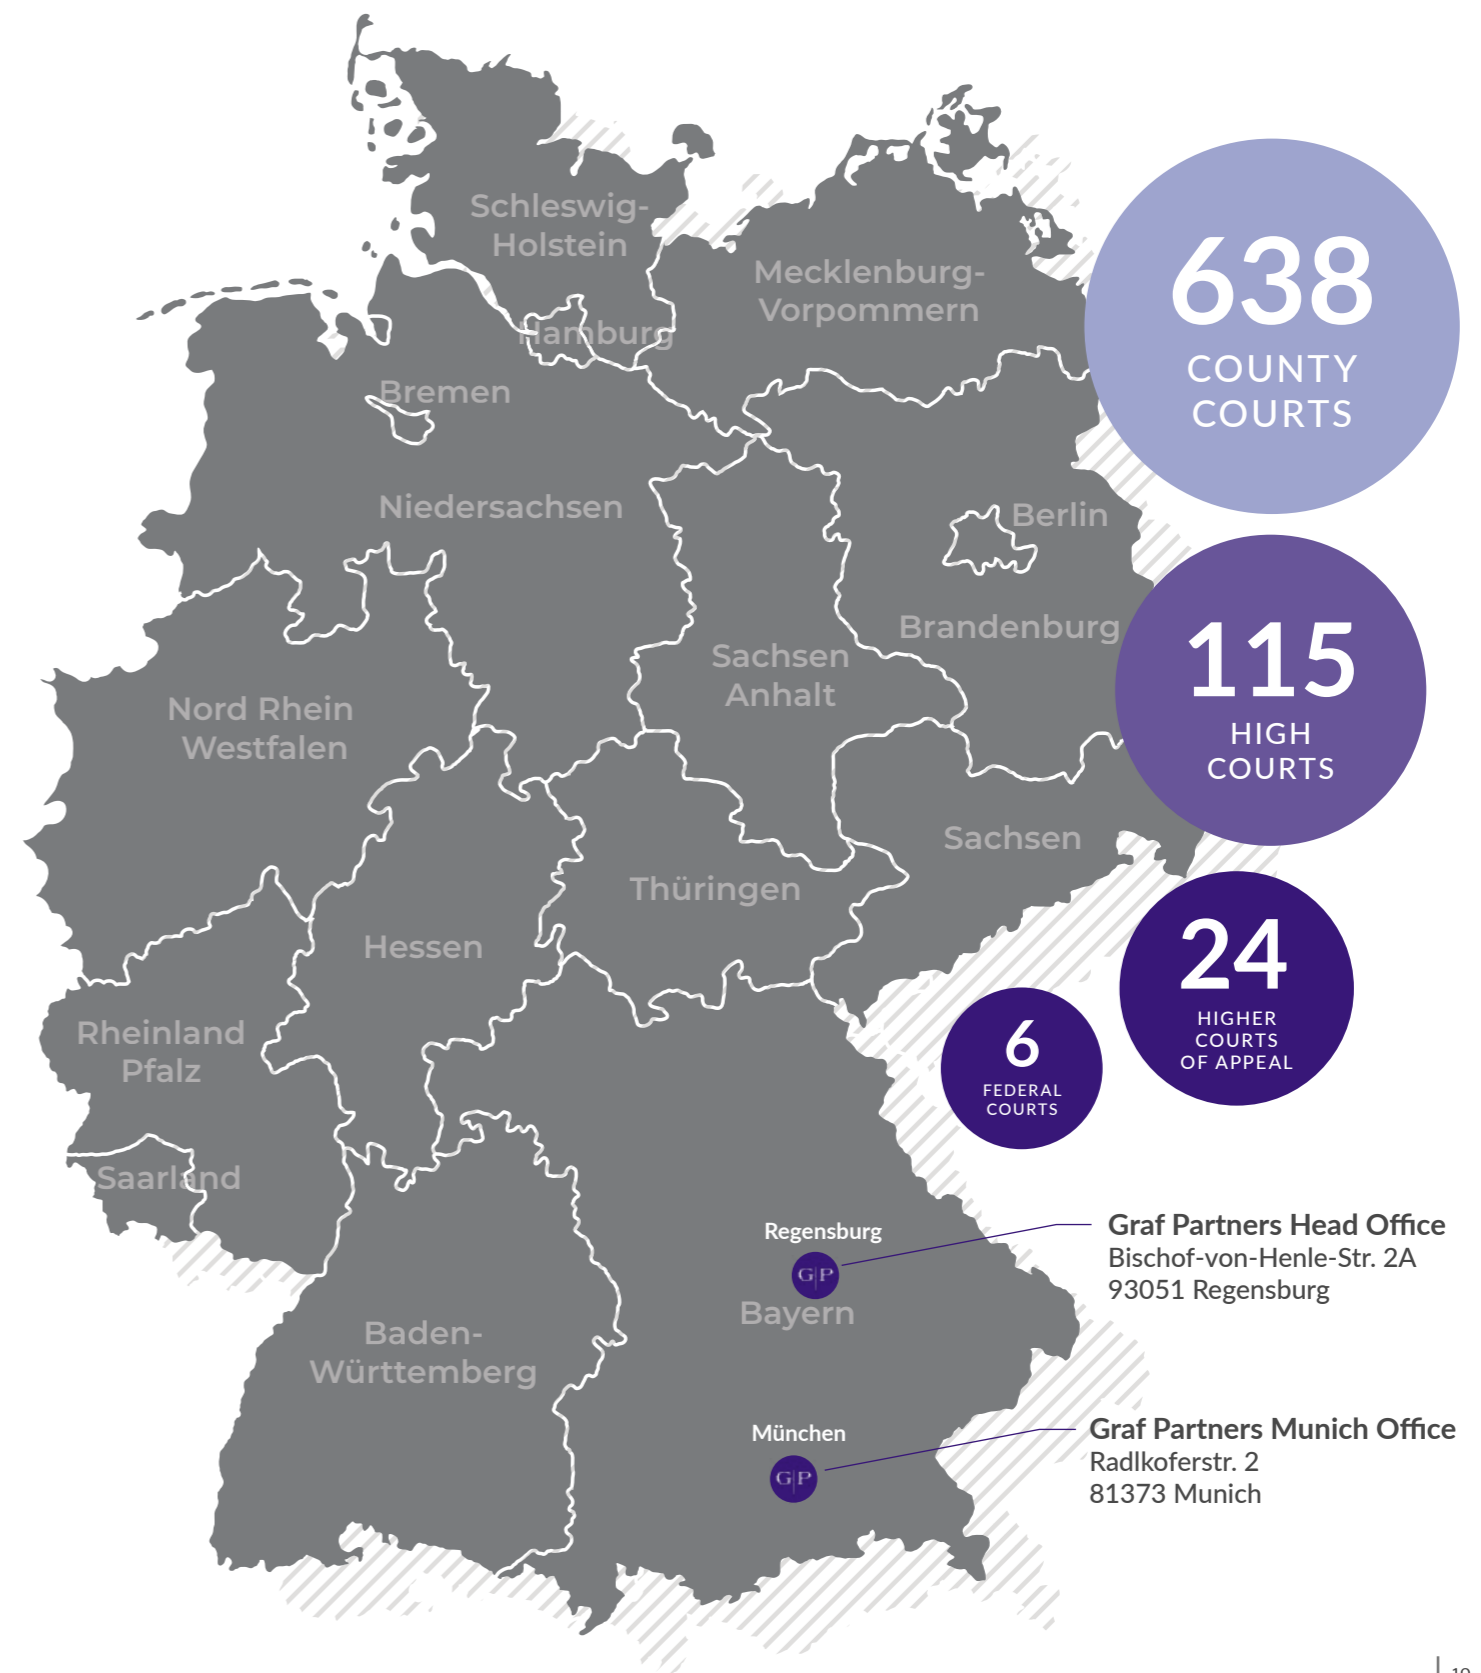 Schleswig-
Holstein
Mecklenburg-
Vorpommern
Hamburg
Bremen
Niedersachsen
Berlin
Brandenburg
Sachsen
Anhalt
Nord Rhein
Westfalen
Sachsen
Thüringen
Hessen
Rheinland
Pfalz
Saarland
Baden-
Württemberg
Bayern
Regensburg
G|P
München
G|P
638
COUNTY
COURTS
115
HIGH
COURTS
24
HIGHER
COURTS
OF APPEAL
6
FEDERAL
COURTS
Graf Partners Head Office
Bischof-von-Henle-Str. 2A
93051 Regensburg
Graf Partners Munich Office
Radlkoferstr. 2
81373 Munich